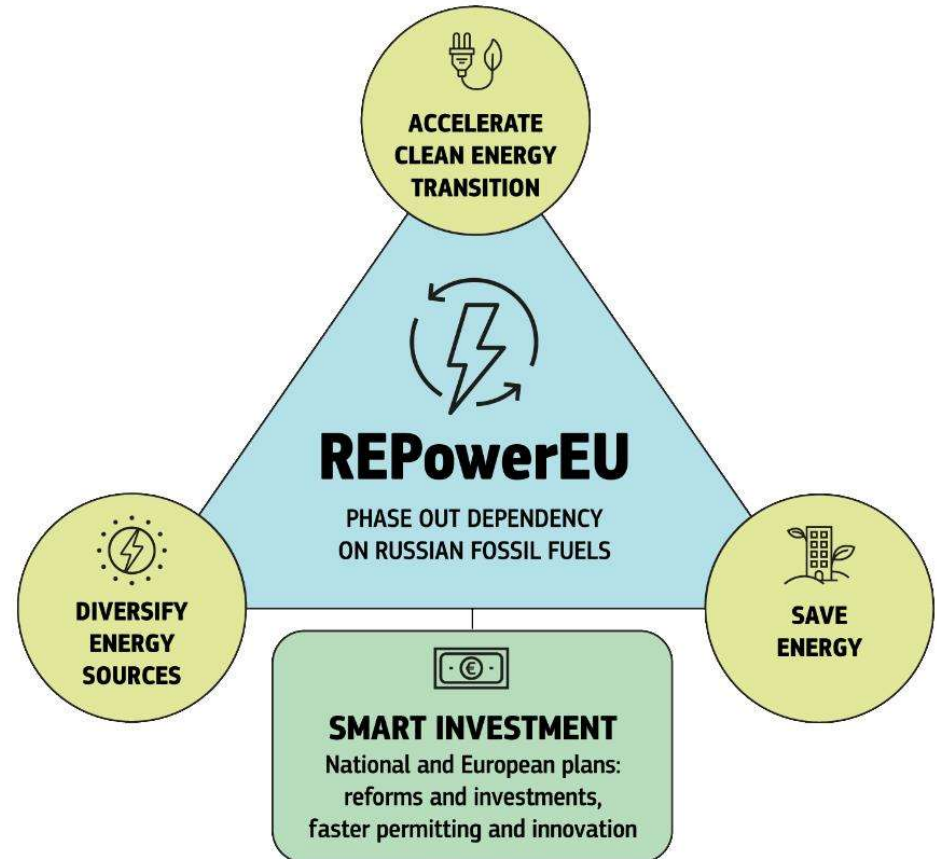 ACCELERATE
CLEAN ENERGY
TRANSITION
REPowerEU
PHASE OUT DEPENDENCY
ON RUSSIAN FOSSIL FUELS
DIVERSIFY
ENERGY
SOURCES
SAVE
ENERGY
€
SMART INVESTMENT
National and European plans:
reforms and investments,
faster permitting and innovation